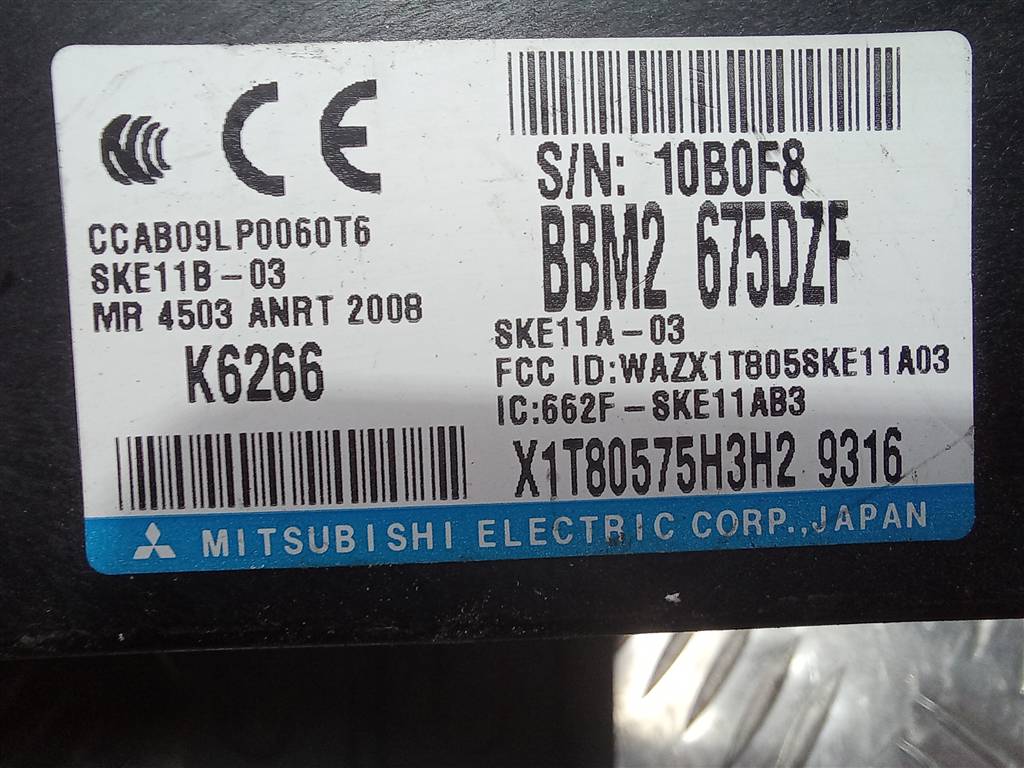 CE
CCAB09LP0060T6
SKE11B-03
MR 4503 ANRT 2008
K6266
S/N: 10B0F8
BBM2 675DZF
SKE11A-03
FCC ID:WAZX1T805SKE11A03
IC:662F-SKE11AB3
X1T80575H3H2 9316
MITSUBISHI ELECTRIC CORP.,JAPAN